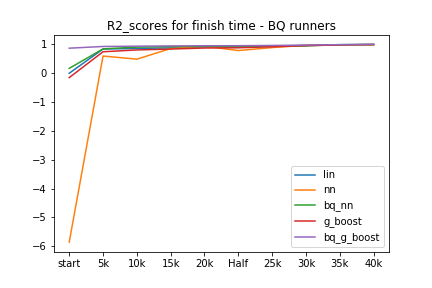 R2_scores for finish time - BQ runners
1
0
−1
−2
−3
−4
−5
−6
start 5k 10k 15k 20k Half 25k 30k 35k 40k
lin
nn
bq_nn
g_boost
bq_g_boost